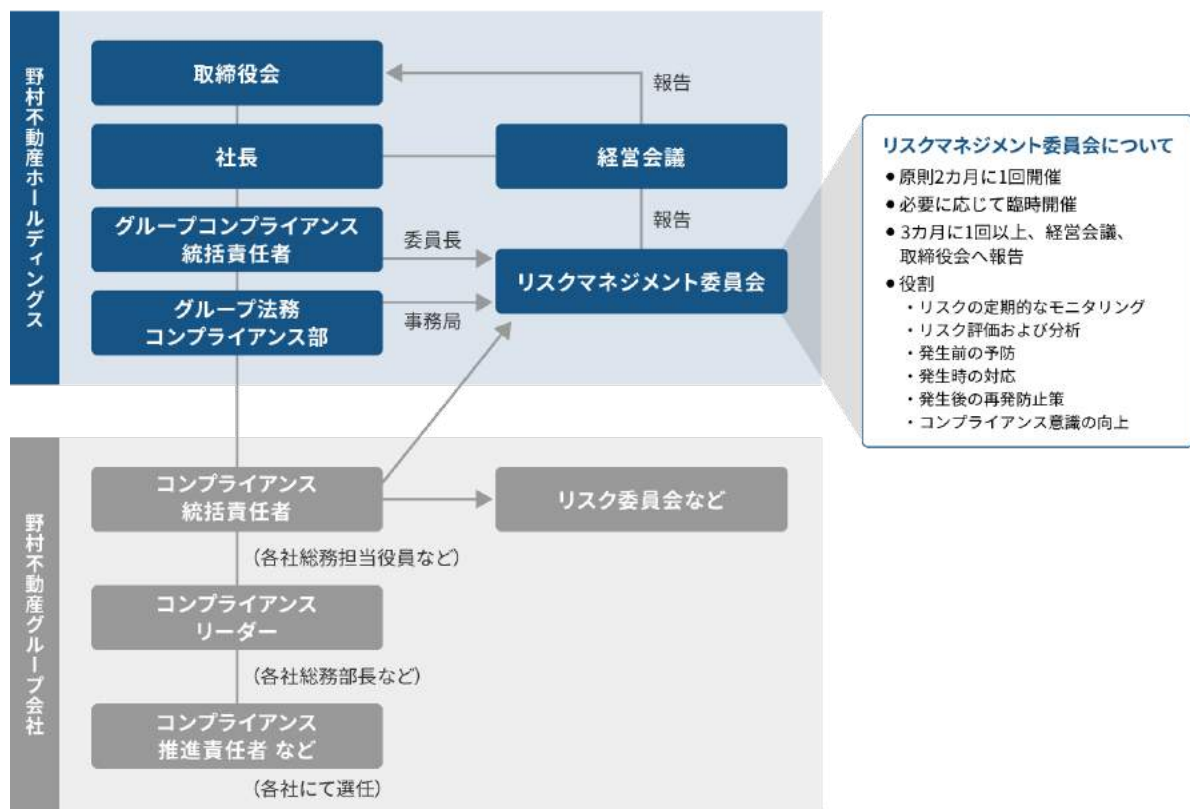 野村不動産ホールディングス
取締役会
報告
社長
経営会議
グループコンプライアンス
統括責任者
委員長
報告
リスクマネジメント委員会
グループ法務
コンプライアンス部
事務局
リスクマネジメント委員会について
●原則2カ月に1回開催
●必要に応じて臨時開催
●3カ月に1回以上、経営会議、
取締役会へ報告
●役割
・リスクの定期的なモニタリング
・リスク評価および分析
・発生前の予防
・発生時の対応
・発生後の再発防止策
・コンプライアンス意識の向上
野村不動産グループ会社
コンプライアンス
統括責任者
リスク委員会など
(各社総務担当役員など)
コンプライアンス
リーダー
(各社総務部長など)
コンプライアンス
推進責任者 など
(各社にて選任)